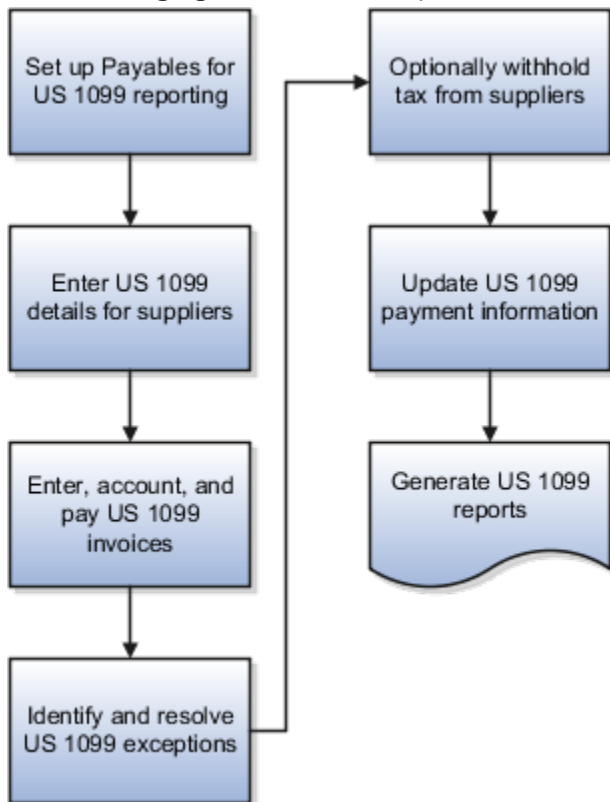 Set up Payables for
US 1099 reporting
Enter US 1099
details for suppliers
Enter, account, and
pay US 1099
invoices
Identify and resolve
US 1099 exceptions
Optionally withhold
tax from suppliers
Update US 1099
payment information
Generate US 1099
reports